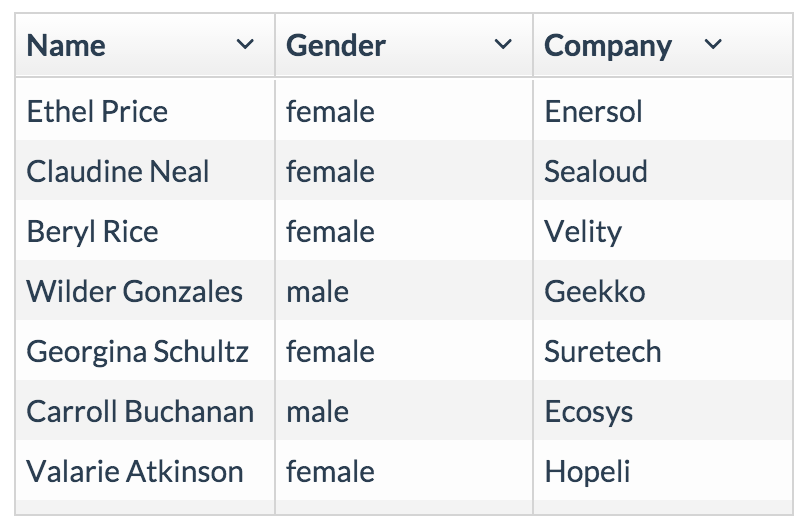 Name Gender Company
Ethel Price female Enersol
Claudine Neal female Sealoud
Beryl Rice female Velity
Wilder Gonzales male Geekko
Georgina Schultz female Suretech
Carroll Buchanan male Ecosys
Valarie Atkinson female Hopeli